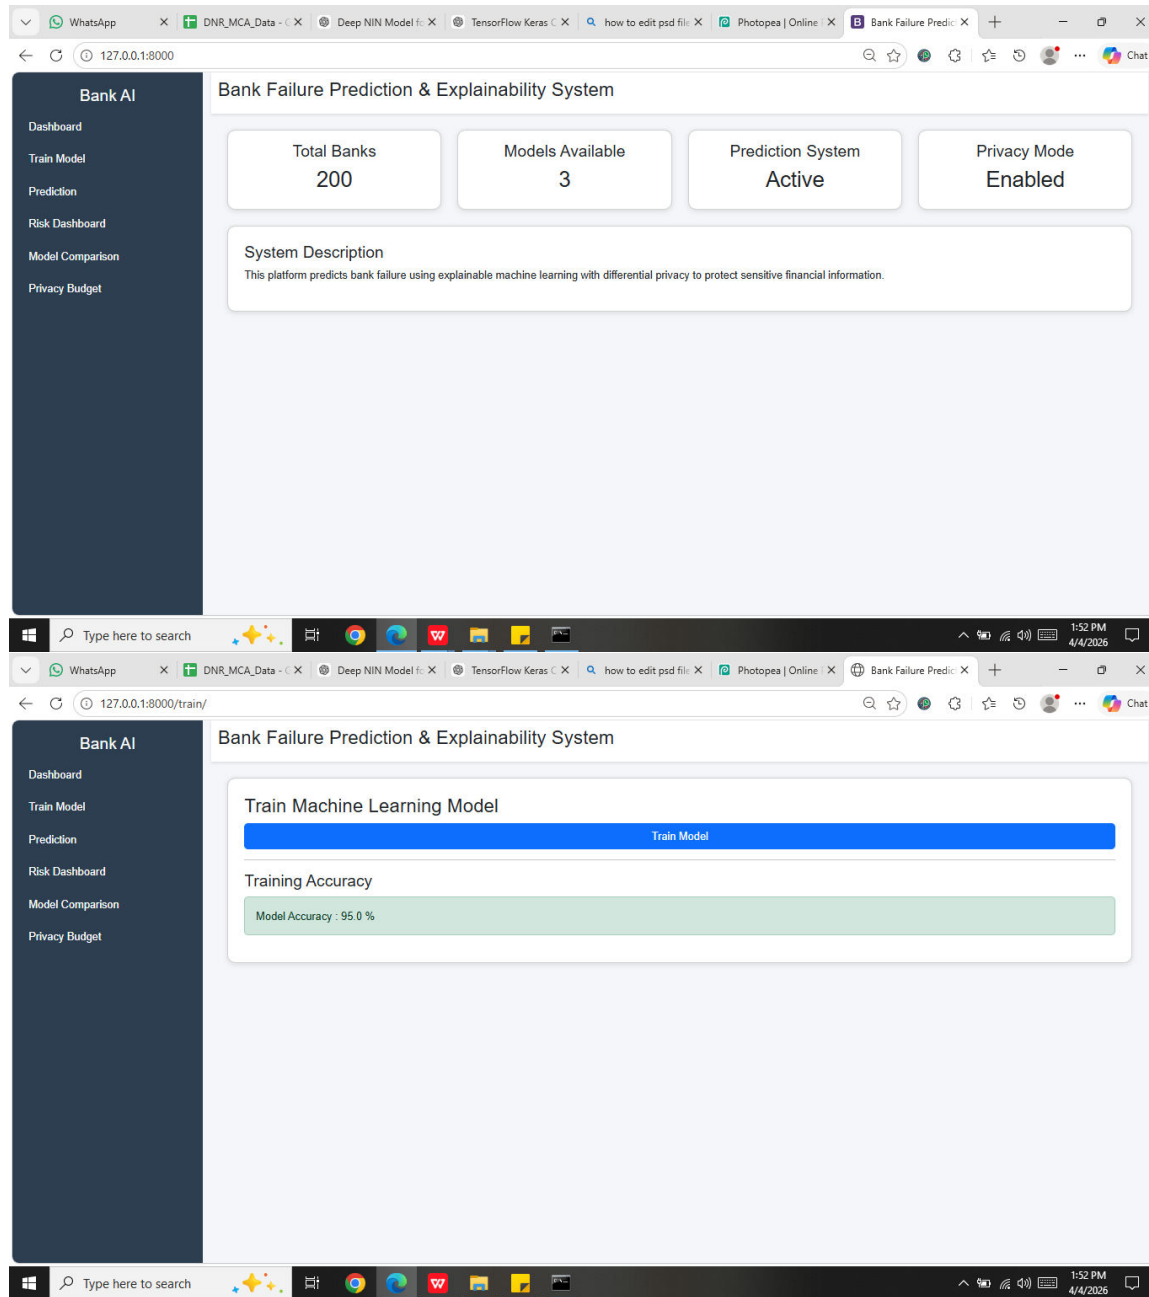 WhatsApp DNR_MCA_Data - G Deep NIN Model fo TensorFlow Keras C how to edit psd file Photopea | Online Bank Failure Predic
127.0.0.1:8000 Chat
Bank AI
Dashboard
Train Model
Prediction
Risk Dashboard
Model Comparison
Privacy Budget
Bank Failure Prediction & Explainability System
Total Banks
200
Models Available
3
Prediction System
Active
Privacy Mode
Enabled
System Description
This platform predicts bank failure using explainable machine learning with differential privacy to protect sensitive financial information.
Type here to search
1:52 PM
4/4/2026
WhatsApp DNR_MCA_Data - G Deep NIN Model fo TensorFlow Keras C how to edit psd file Photopea | Online Bank Failure Predic
127.0.0.1:8000/train/ Chat
Bank AI
Dashboard
Train Model
Prediction
Risk Dashboard
Model Comparison
Privacy Budget
Bank Failure Prediction & Explainability System
Train Machine Learning Model
Train Model
Training Accuracy
Model Accuracy : 95.0 %
Type here to search
1:52 PM
4/4/2026